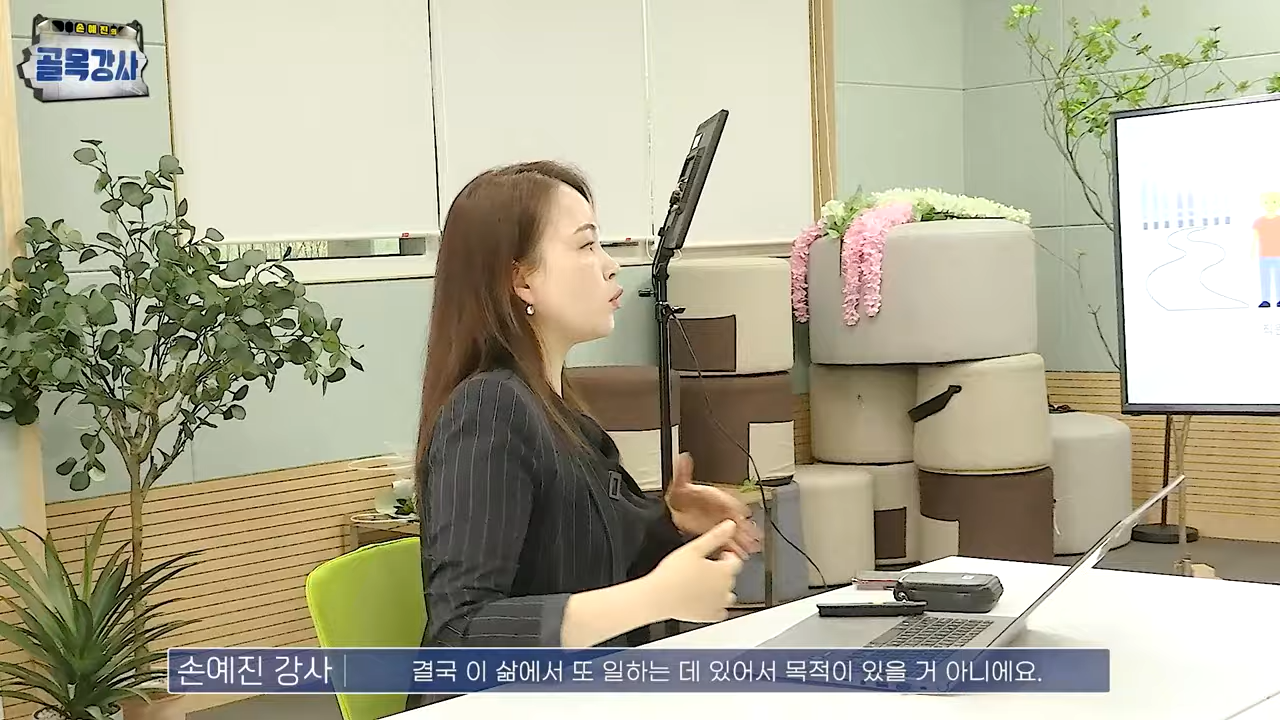 손예진의
골목강사
손예진 강사
결국 이 삶에서 또 일하는 데 있어서 목적이 있을 거 아니에요.